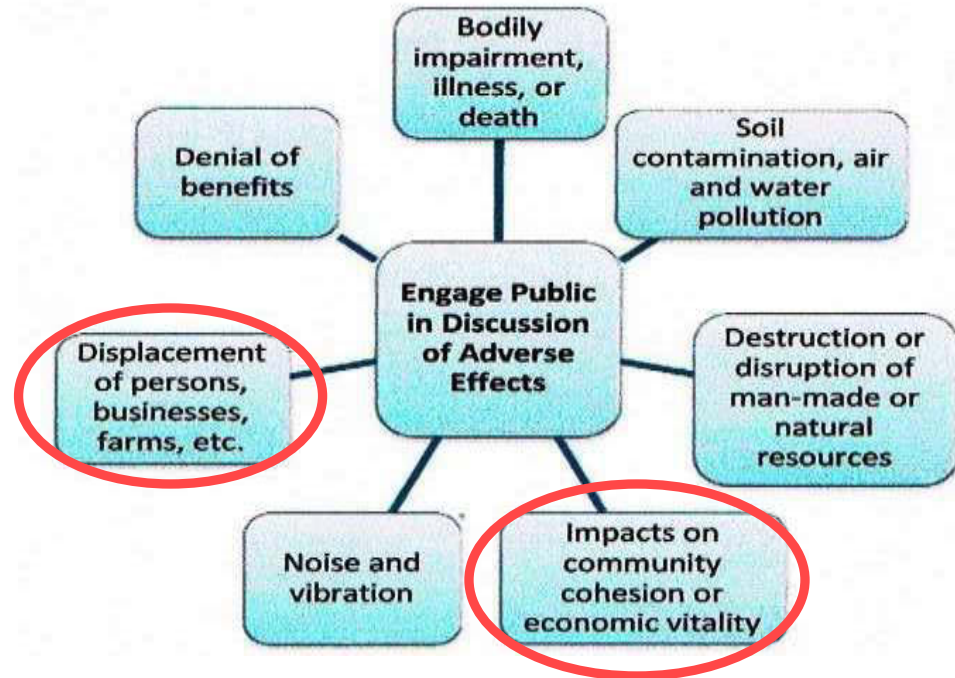 Bodily
impairment,
illness, or
death
Soil
contamination, air
and water
pollution
Denial of
benefits
Engage Public
in Discussion
of Adverse
Effects
Destruction or
disruption of
man-made or
natural
resources
Displacement
of persons,
businesses,
farms, etc.
Noise and
vibration
Impacts on
community
cohesion or
economic vitality